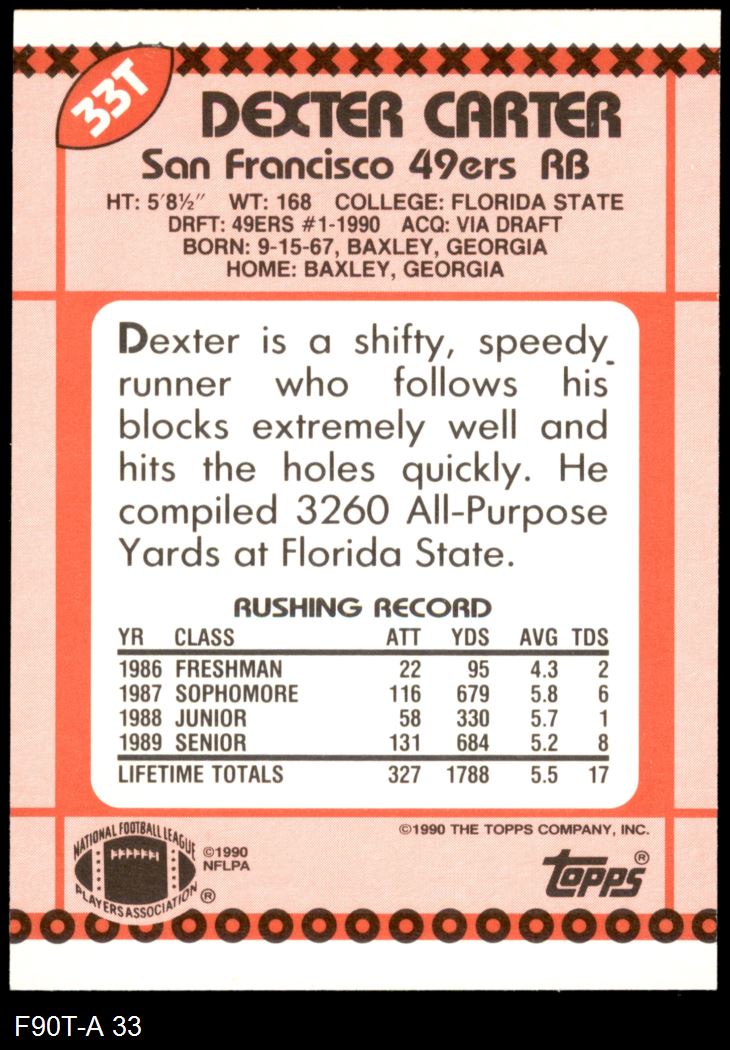 33T
DEXTER CARTER
San Francisco 49ers RB
HT: 5'8½" WT: 168 COLLEGE: FLORIDA STATE
DRFT: 49ERS #1-1990 ACQ: VIA DRAFT
BORN: 9-15-67, BAXLEY, GEORGIA
HOME: BAXLEY, GEORGIA
Dexter is a shifty, speedy
runner who follows his
blocks extremely well and
hits the holes quickly. He
compiled 3260 All-Purpose
Yards at Florida State.
RUSHING RECORD
YR CLASS ATT YDS AVG TDS
1986 FRESHMAN 22 95 4.3 2
1987 SOPHOMORE 116 679 5.8 6
1988 JUNIOR 58 330 5.7 1
1989 SENIOR 131 684 5.2 8
LIFETIME TOTALS 327 1788 5.5 17
NATIONAL FOOTBALL LEAGUE
PLAYERS ASSOCIATION ®
©1990
NFLPA
©1990 THE TOPPS COMPANY, INC.
topps®
F90T-A 33